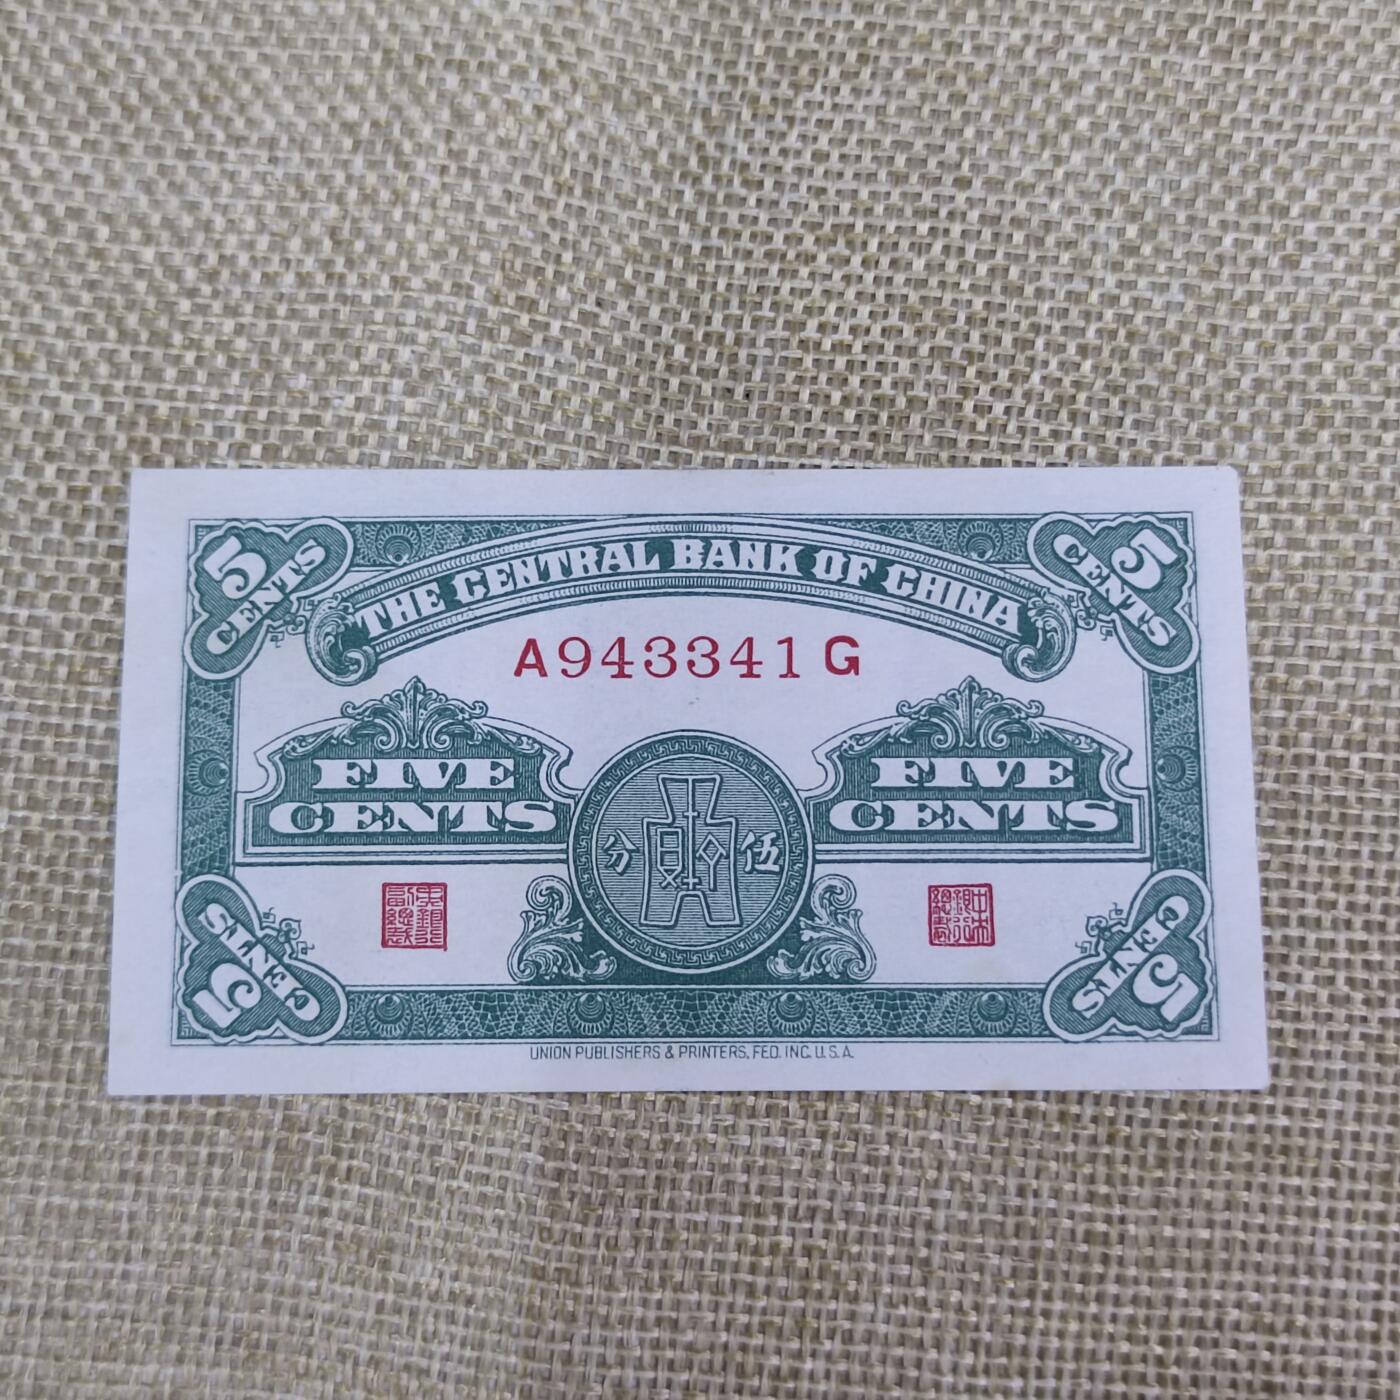 5 CENTS
THE CENTRAL BANK OF CHINA
5 CENTS
A943341G
FIVE CENTS
FIVE CENTS
分 伍
5 CENTS
5 CENTS
UNION PUBLISHERS & PRINTERS, FED. INC. U.S.A.